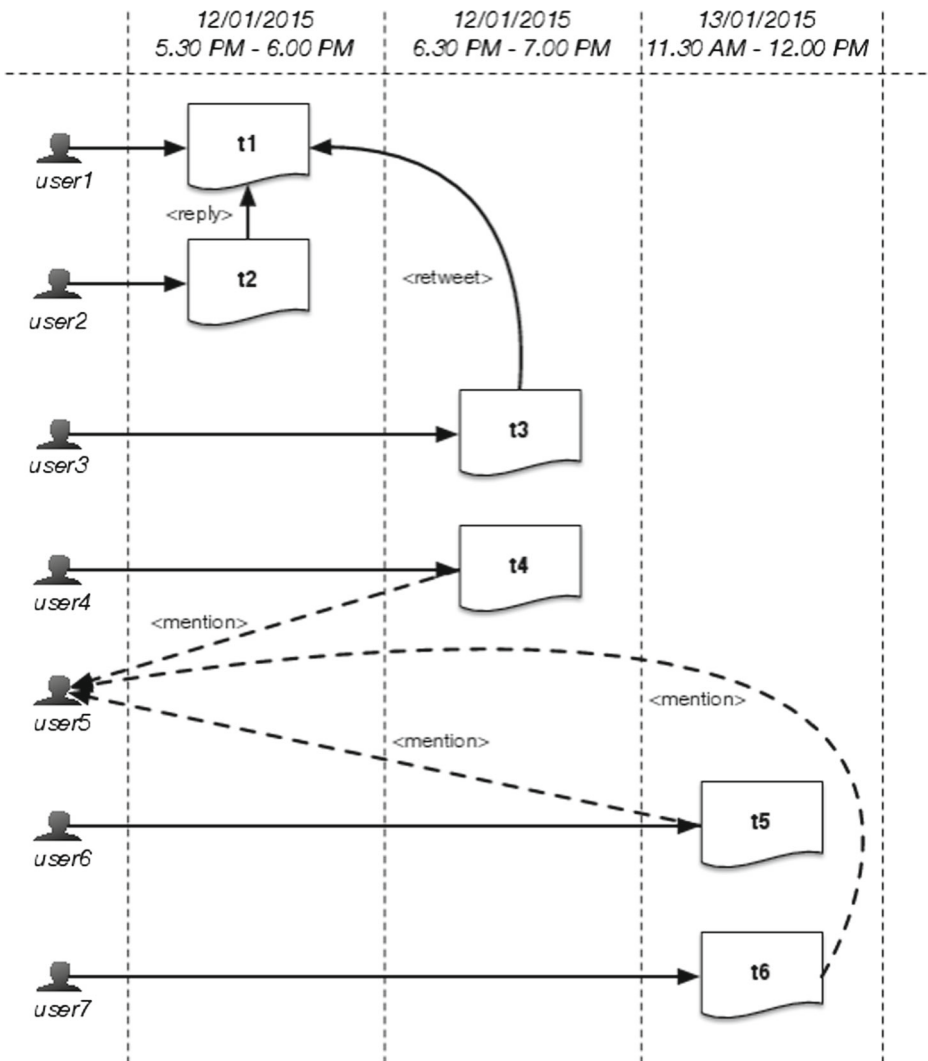 12/01/2015
5.30 PM - 6.00 PM
12/01/2015
6.30 PM - 7.00 PM
13/01/2015
11.30 AM - 12.00 PM
t1
user1
<reply>
t2
user2
<retweet>
t3
user3
t4
user4
<mention>
user5
<mention>
<mention>
t5
user6
t6
user7